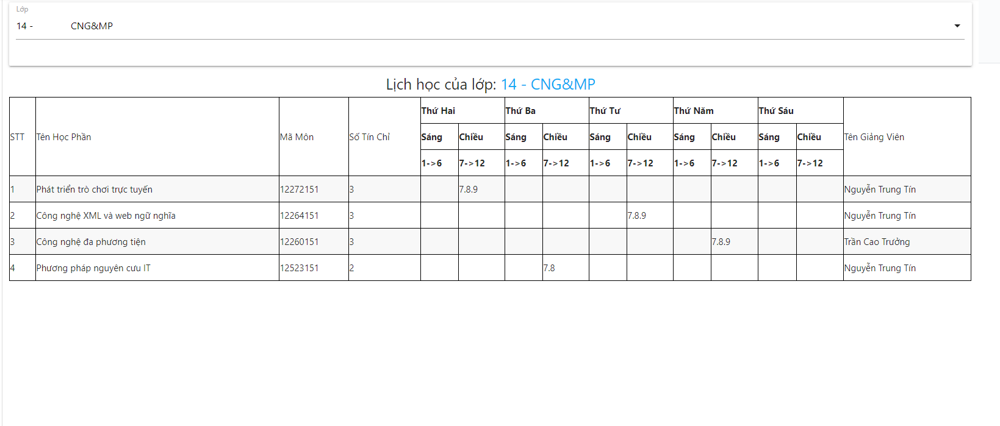 Lớp
14 - CNG&MP
Lịch học của lớp: 14 - CNG&MP
STT Tên Học Phần Mã Môn Số Tín Chỉ Thứ Hai Thứ Ba Thứ Tư Thứ Năm Thứ Sáu Tên Giảng Viên
Sáng Chiều Sáng Chiều Sáng Chiều Sáng Chiều Sáng Chiều
1->6 7->12 1->6 7->12 1->6 7->12 1->6 7->12 1->6 7->12
1 Phát triển trò chơi trực tuyến 12272151 3 7.8.9 Nguyễn Trung Tín
2 Công nghệ XML và web ngữ nghĩa 12264151 3 7.8.9 Nguyễn Trung Tín
3 Công nghệ đa phương tiện 12260151 3 7.8.9 Trần Cao Trưởng
4 Phương pháp nguyên cưu IT 12523151 2 7.8 Nguyễn Trung Tín